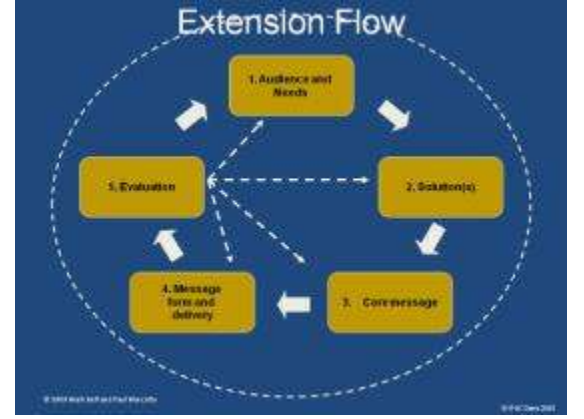 Extension Flow
1. Audience and
Needs
5. Evaluation
2. Solution(s)
4. Message
form and
delivery
3. Core message